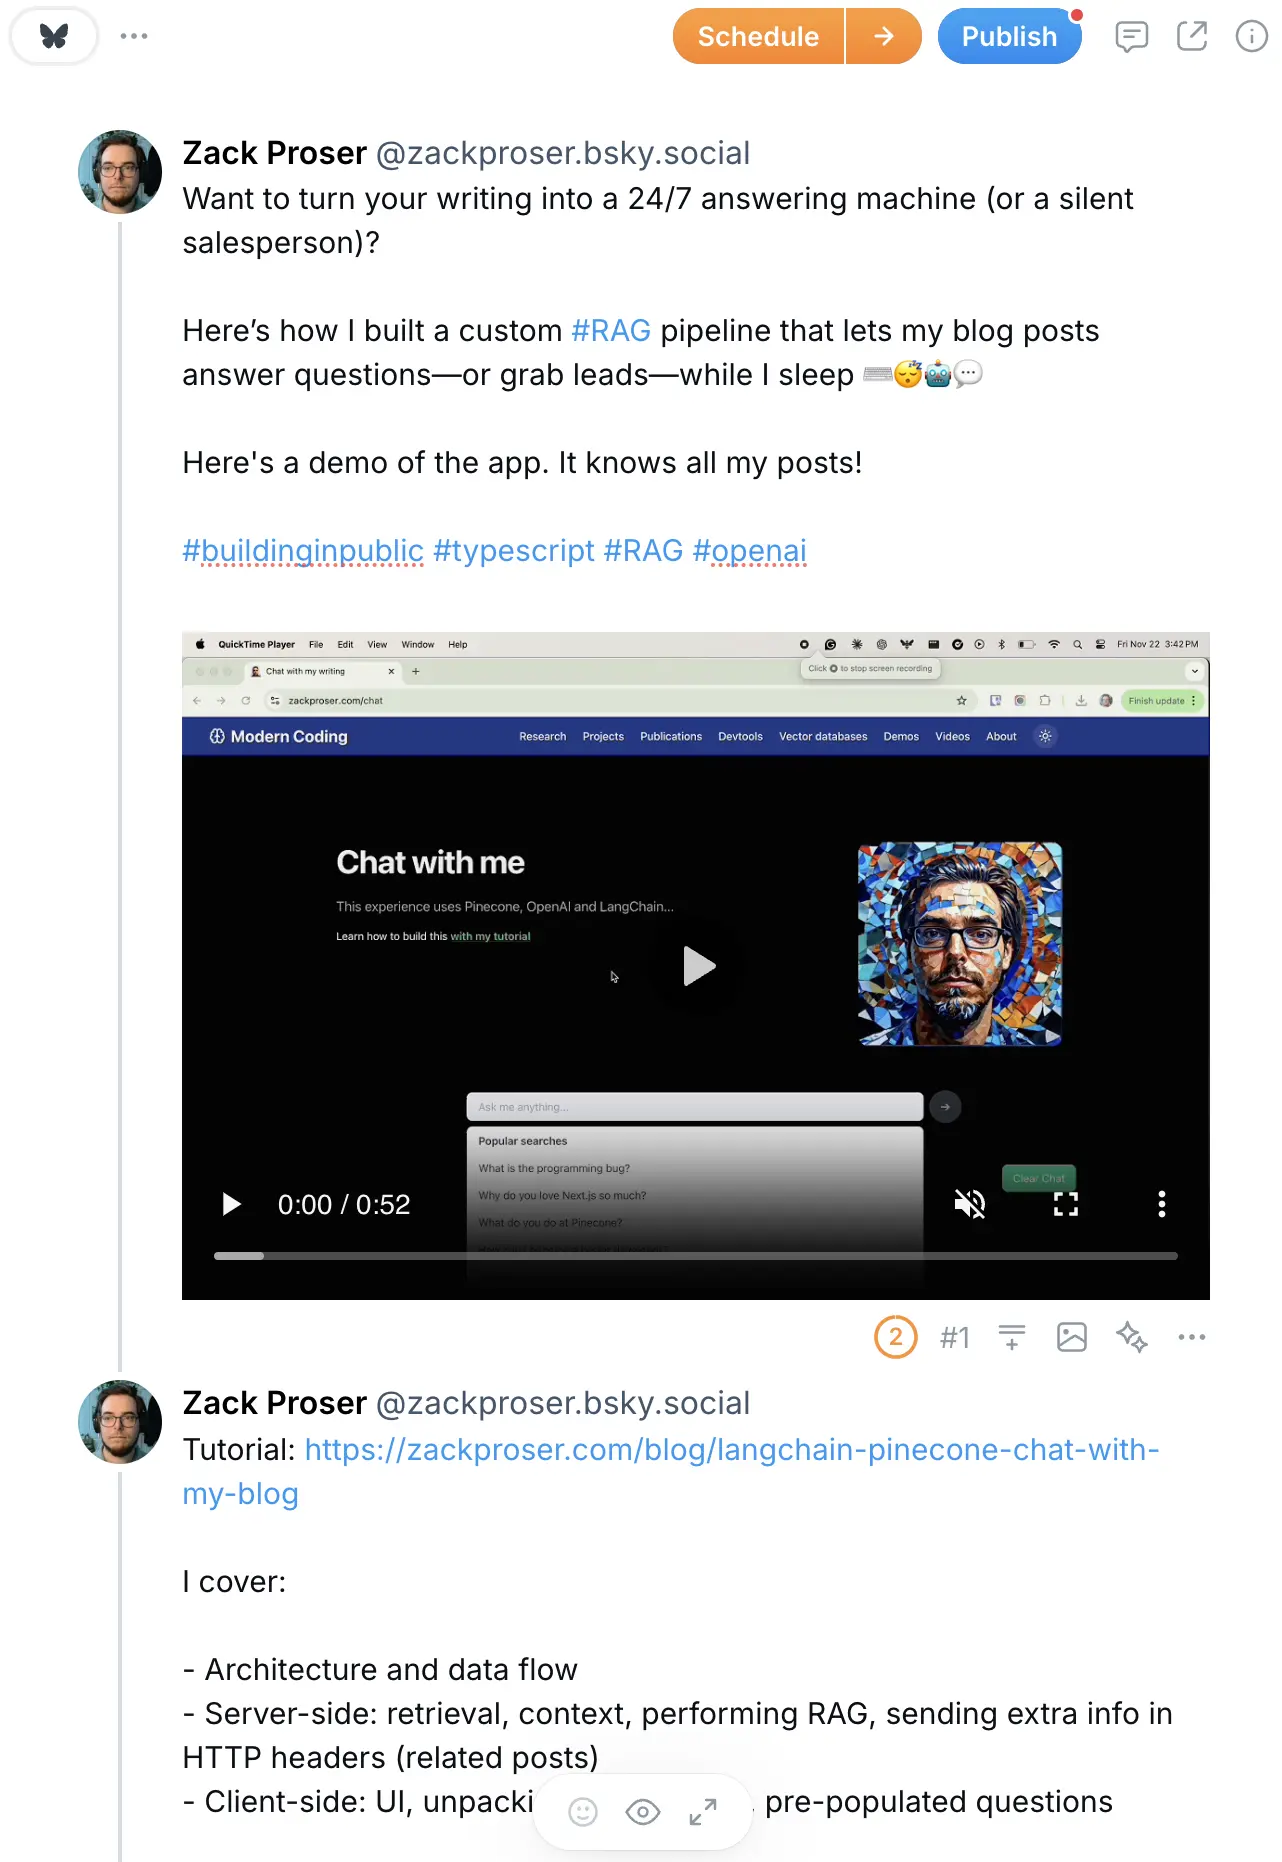 Schedule
Publish
Zack Proser @zackproser.bsky.social
Want to turn your writing into a 24/7 answering machine (or a silent
salesperson)?
Here’s how I built a custom #RAG pipeline that lets my blog posts
answer questions—or grab leads—while I sleep ⌨️😴🤖💬
Here's a demo of the app. It knows all my posts!
#buildinginpublic #typescript #RAG #openai
QuickTime Player File Edit View Window Help Fri Nov 22 3:42 PM
Chat with my writing
Click to stop screen recording
zackproser.com/chat
Finish update
Modern Coding Research Projects Publications Devtools Vector databases Demos Videos About
Chat with me
This experience uses Pinecone, OpenAI and LangChain...
Learn how to build this with my tutorial
Ask me anything...
Popular searches
What is the programming bug?
Why do you love Next.js so much?
Clear Chat
What do you do at Pinecone?
0:00 / 0:52
2 #1
Zack Proser @zackproser.bsky.social
Tutorial: https://zackproser.com/blog/langchain-pinecone-chat-with-
my-blog
I cover:
- Architecture and data flow
- Server-side: retrieval, context, performing RAG, sending extra info in
HTTP headers (related posts)
- Client-side: UI, pre-populated questions